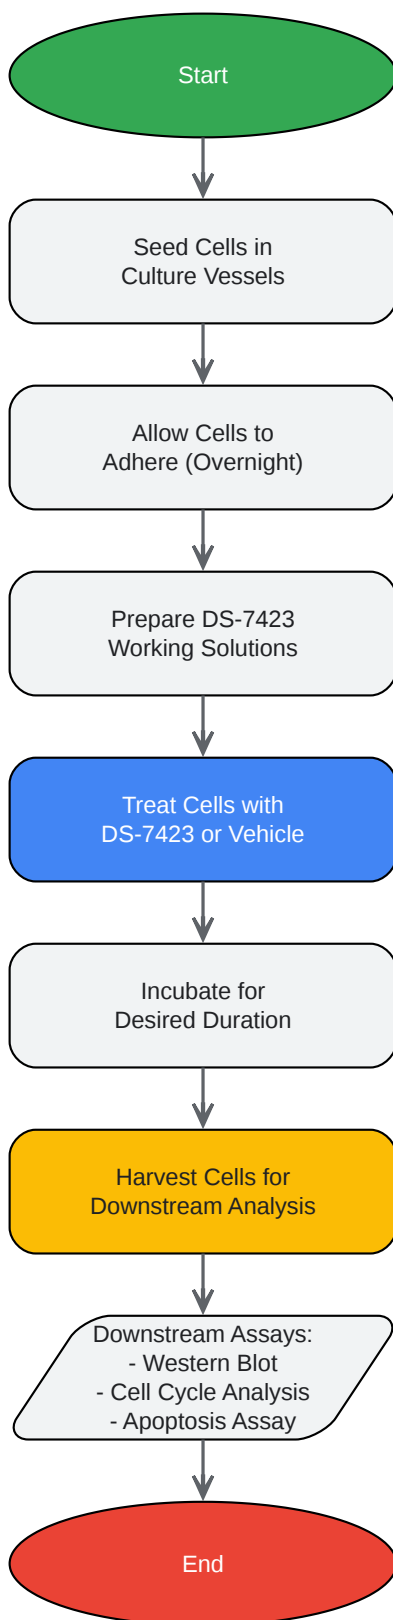 Start
Seed Cells in
Culture Vessels
Allow Cells to
Adhere (Overnight)
Prepare DS-7423
Working Solutions
Treat Cells with
DS-7423 or Vehicle
Incubate for
Desired Duration
Harvest Cells for
Downstream Analysis
Downstream Assays:
- Western Blot
- Cell Cycle Analysis
- Apoptosis Assay
End